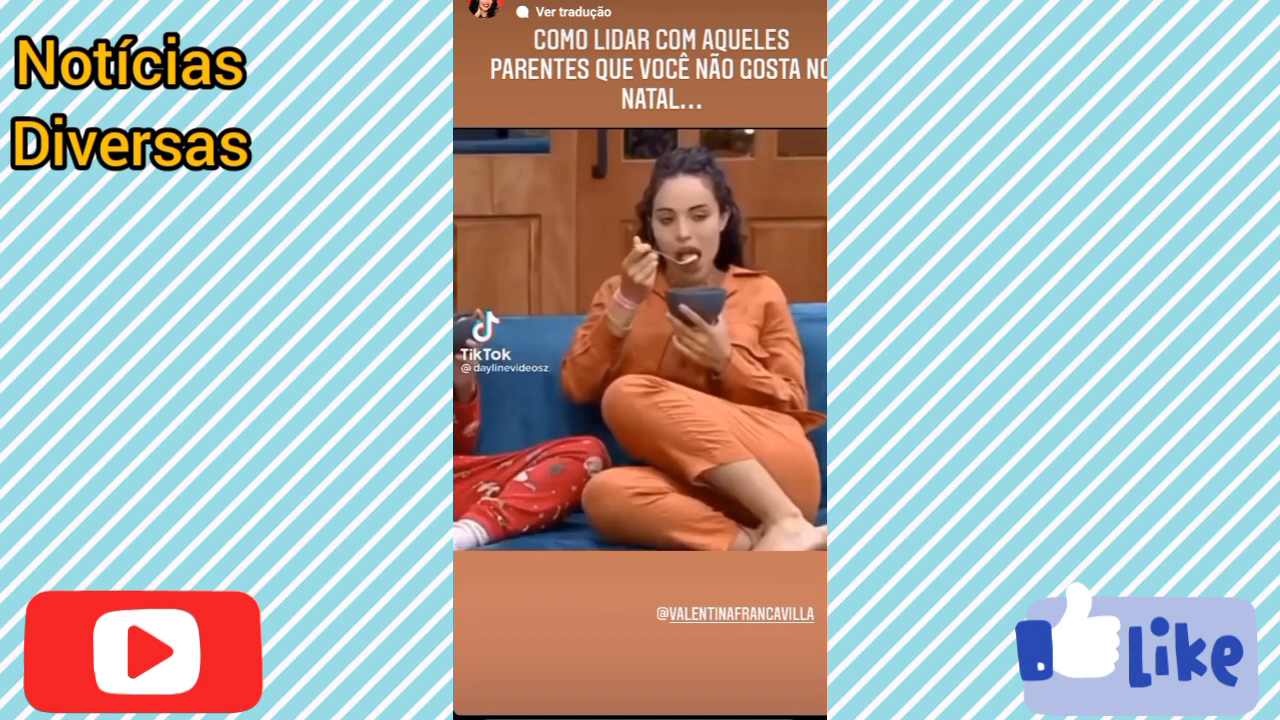 Notícias
Diversas
Ver tradução
COMO LIDAR COM AQUELES
PARENTES QUE VOCÊ NÃO GOSTA NO
NATAL...
TikTok
@daylinevideosz
@VALENTINAFRANCAVILLA
Like